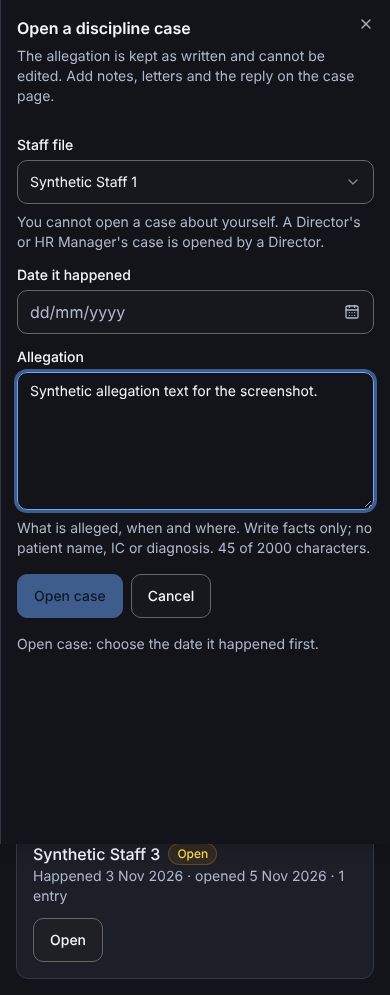 Open a discipline case
The allegation is kept as written and cannot be
edited. Add notes, letters and the reply on the case
page.
Staff file
Synthetic Staff 1
You cannot open a case about yourself. A Director's
or HR Manager's case is opened by a Director.
Date it happened
dd/mm/yyyy
Allegation
Synthetic allegation text for the screenshot.
What is alleged, when and where. Write facts only; no
patient name, IC or diagnosis. 45 of 2000 characters.
Open case Cancel
Open case: choose the date it happened first.
Synthetic Staff 3 Open
Happened 3 Nov 2026 · opened 5 Nov 2026 · 1
entry
Open